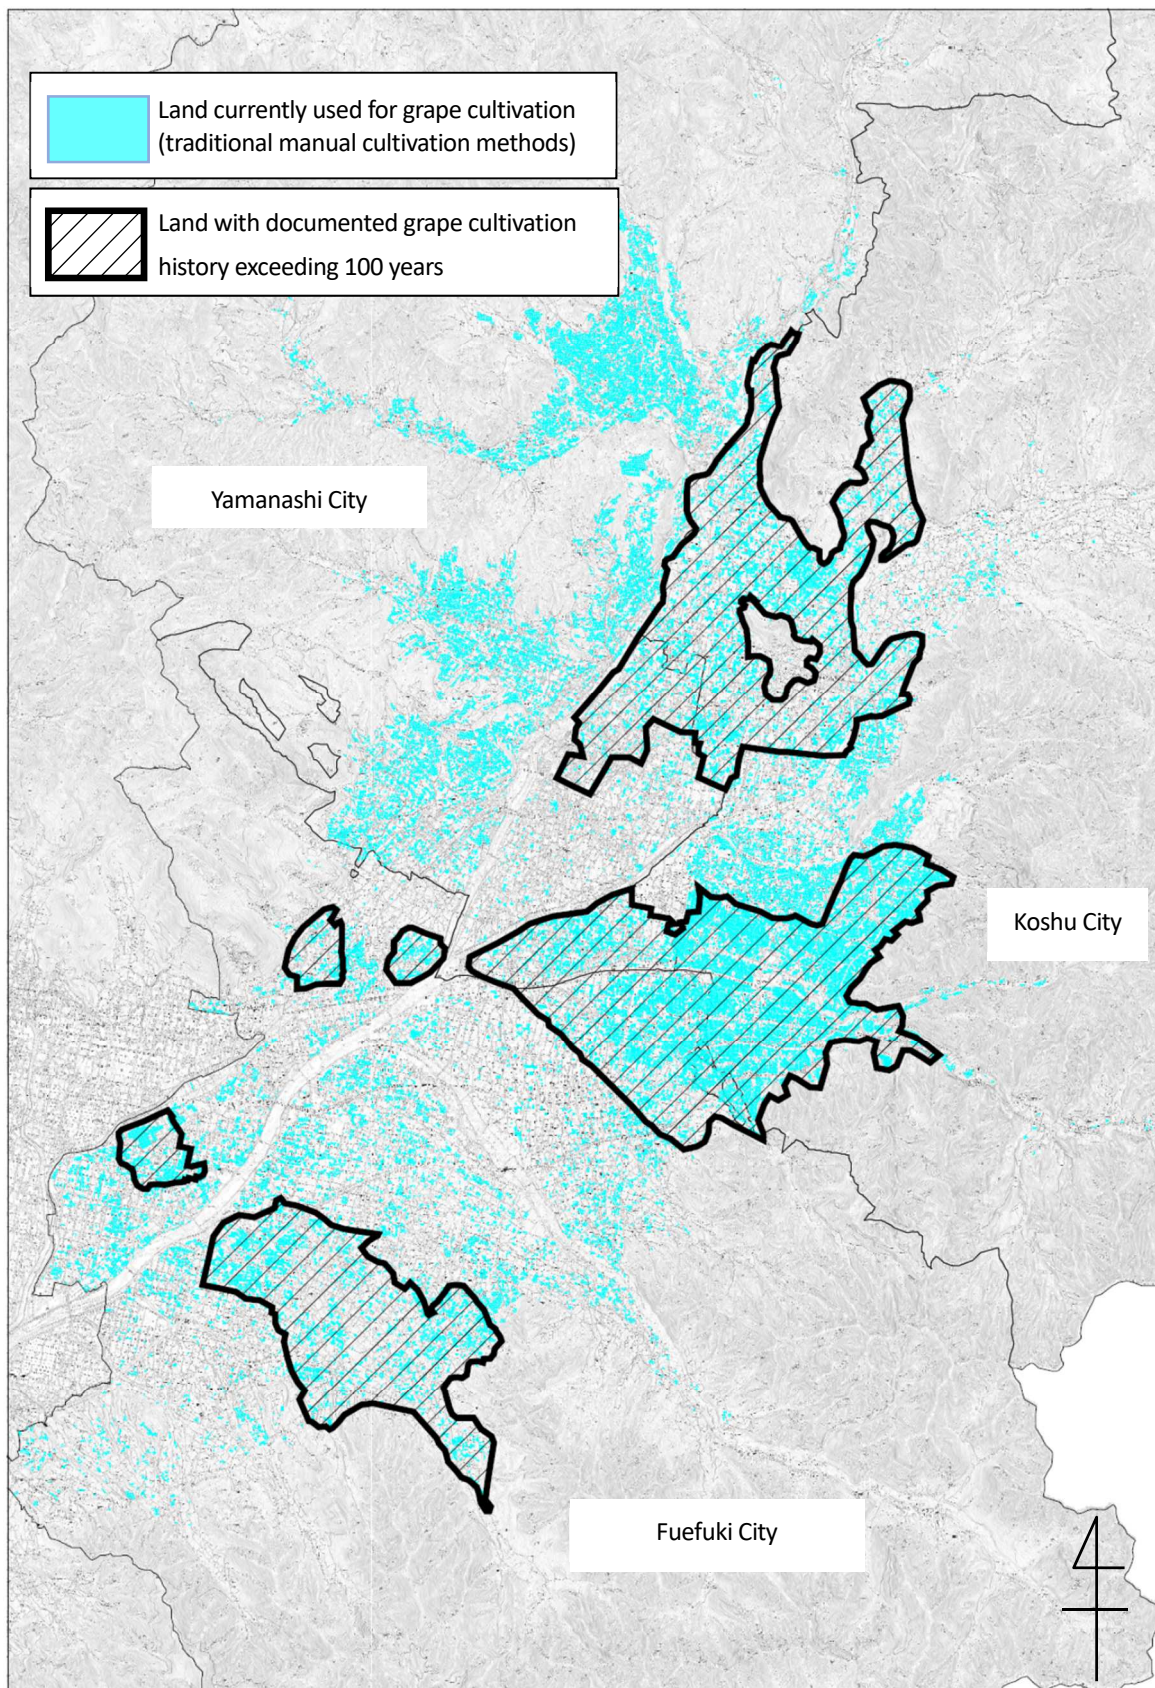 Land currently used for grape cultivation
(traditional manual cultivation methods)
Land with documented grape cultivation
history exceeding 100 years
Yamanashi City
Koshu City
Fuefuki City